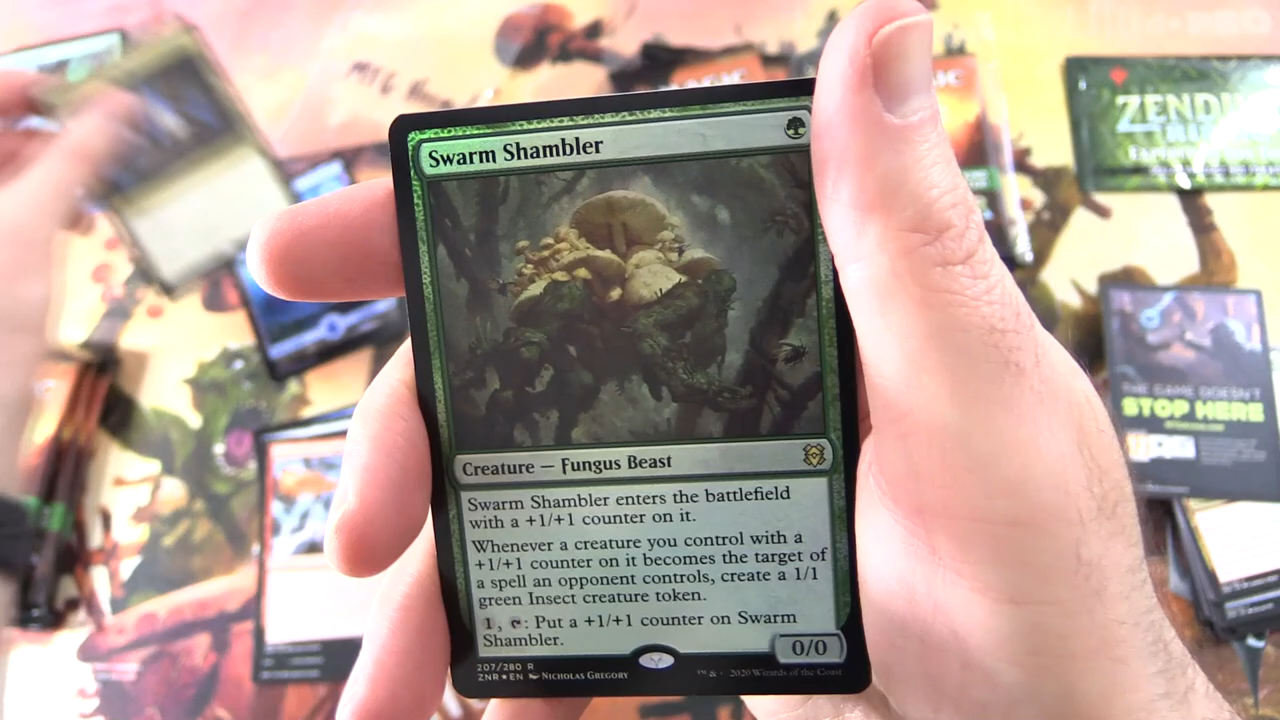 MTG
ZENDI
Swarm Shambler
THE GAME DOESN'T
STOP HERE
Creature — Fungus Beast
Swarm Shambler enters the battlefield
with a +1/+1 counter on it.
Whenever a creature you control with a
+1/+1 counter on it becomes the target of
a spell an opponent controls, create a 1/1
green Insect creature token.
1, T: Put a +1/+1 counter on Swarm
Shambler.
0/0
207/280 R
ZNR ★ EN Nicholas Gregory
™ & 2020 Wizards of the Coast